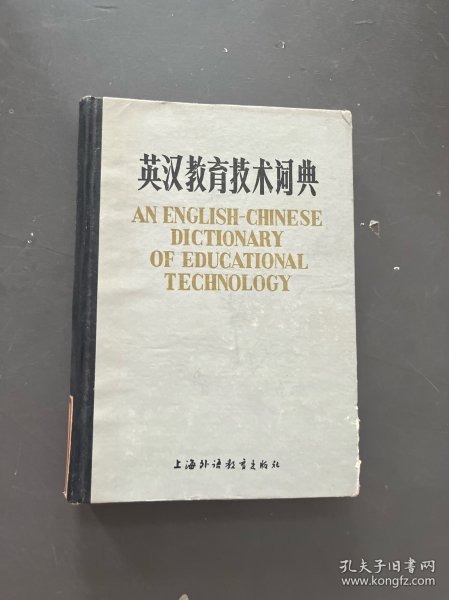 英汉教育技术词典
AN ENGLISH-CHINESE
DICTIONARY
OF EDUCATIONAL
TECHNOLOGY
上海外语教育出版社
孔夫子旧书网
www.kongfz.com